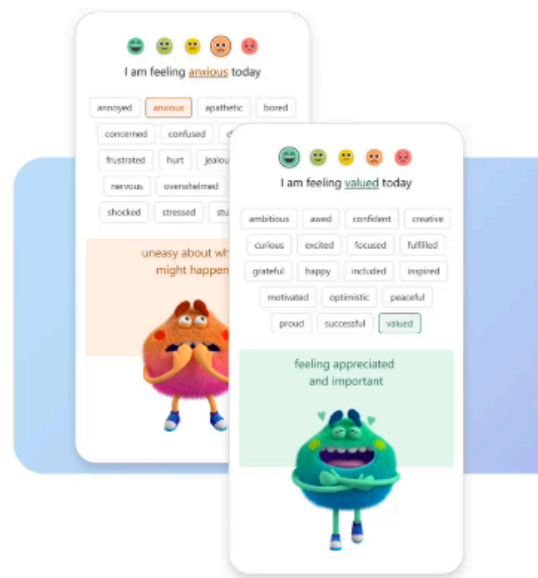 I am feeling anxious today
annoyed anxious apathetic bored
concerned confused
frustrated hurt
nervous overwhelmed
shocked stressed
uneasy about
might happen
I am feeling valued today
ambitious awed confident creative
curious excited focused fulfilled
grateful happy included inspired
motivated optimistic peaceful
proud successful valued
feeling appreciated
and important